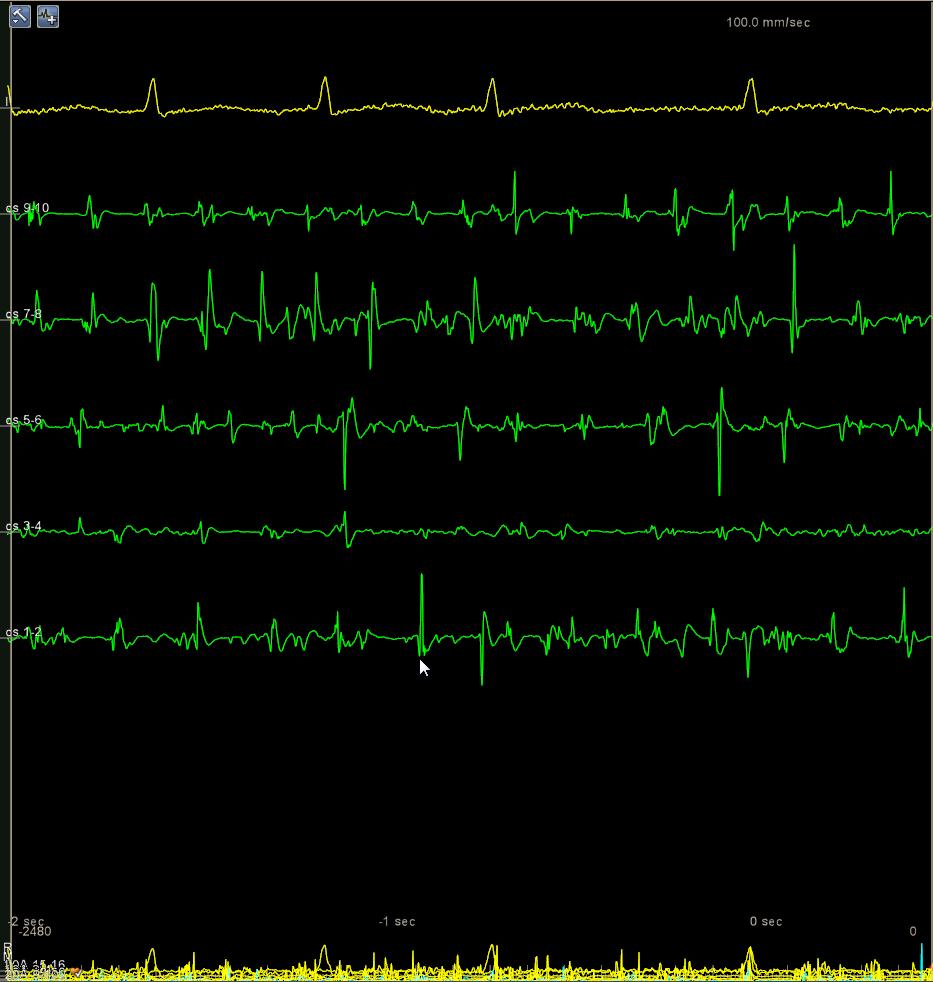 100.0 mm/sec
I
cs 9-10
cs 7-8
cs 5-6
cs 3-4
cs 1-2
-2 sec
-1 sec
0 sec
-2480
0